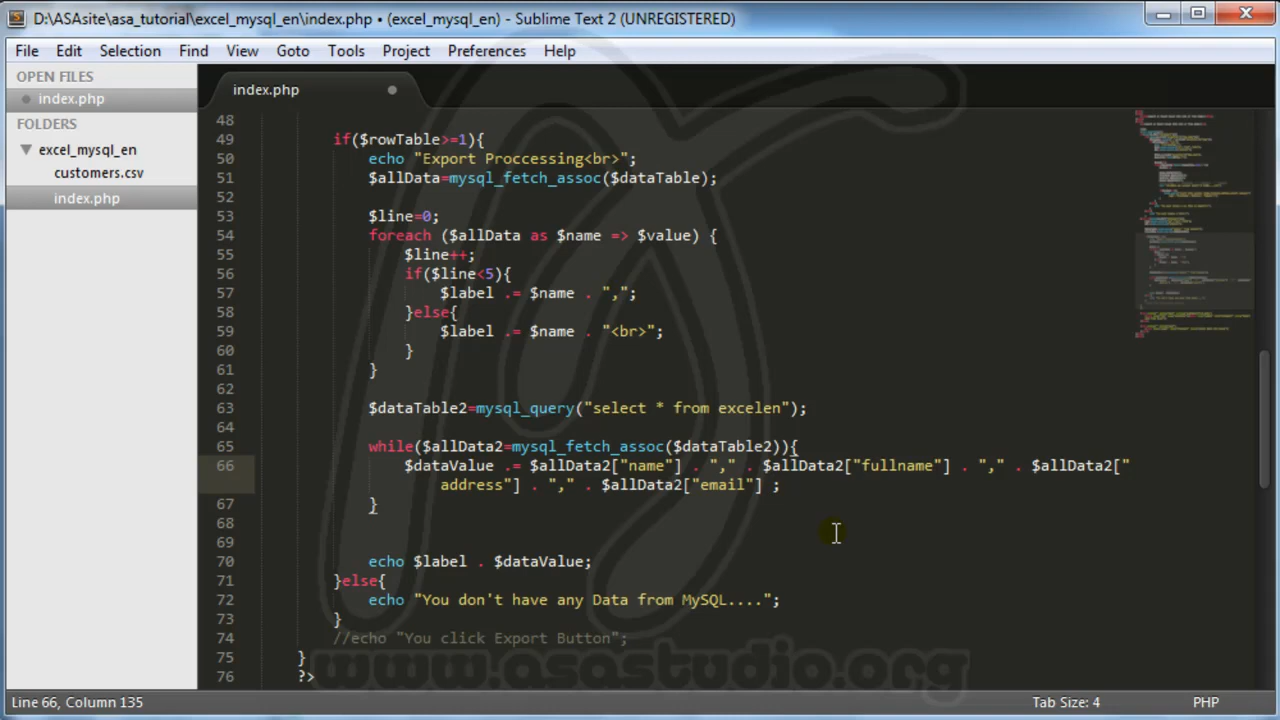 D:\ASAsite\asa_tutorial\excel_mysql_en\index.php • (excel_mysql_en) - Sublime Text 2 (UNREGISTERED)
File Edit Selection Find View Goto Tools Project Preferences Help
OPEN FILES
index.php
FOLDERS
excel_mysql_en
customers.csv
index.php
index.php
48
49 if($rowTable>=1){
50 echo "Export Proccessing<br>";
51 $allData=mysql_fetch_assoc($dataTable);
52
53 $line=0;
54 foreach ($allData as $name => $value) {
55 $line++;
56 if($line<5){
57 $label .= $name . ",";
58 }else{
59 $label .= $name . "<br>";
60 }
61 }
62
63 $dataTable2=mysql_query("select * from excelen");
64
65 while($allData2=mysql_fetch_assoc($dataTable2)){
66 $dataValue .= $allData2["name"] . "," . $allData2["fullname"] . "," . $allData2["
address"] . "," . $allData2["email"] ;
67 }
68
69
70 echo $label . $dataValue;
71 }else{
72 echo "You don't have any Data from MySQL....";
73 }
74 //echo "You click Export Button";
75 }
76 ?>
www.asastudio.org
Line 66, Column 135 Tab Size: 4 PHP